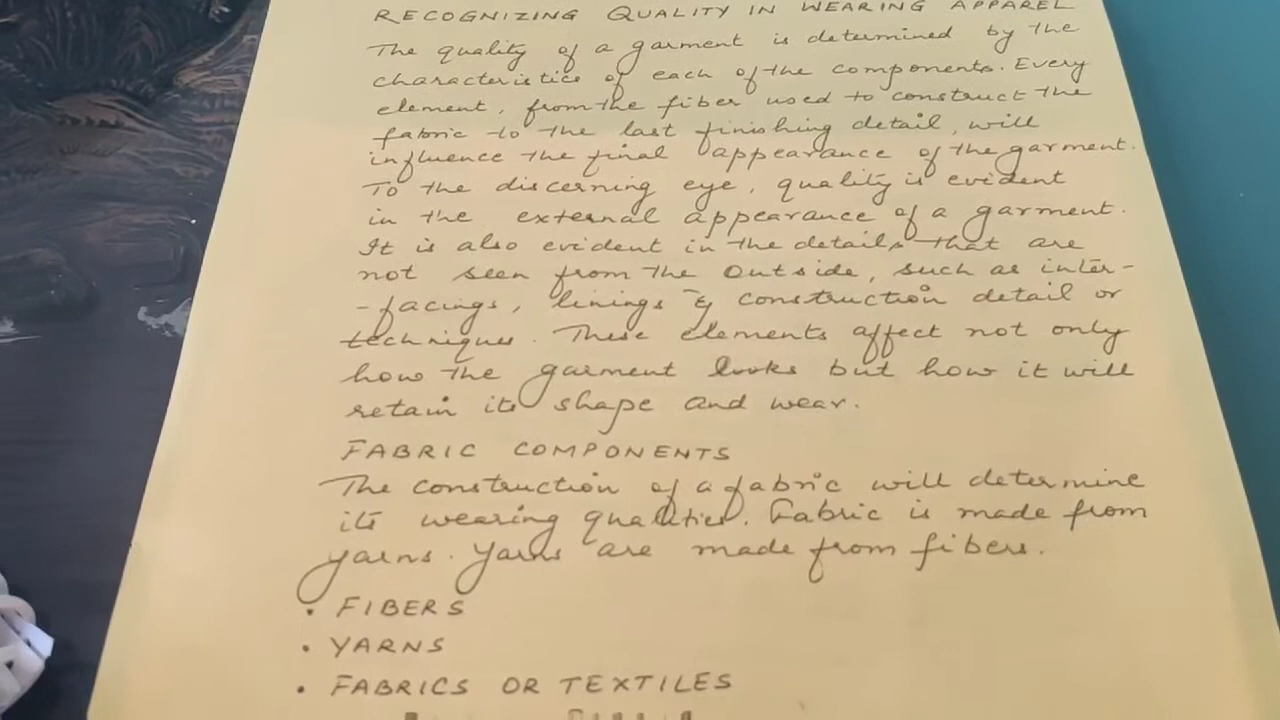 RECOGNIZING QUALITY IN WEARING APPAREL
The quality of a garment is determined by the
characteristics of each of the components. Every
element, from the fiber used to construct the
fabric to the last finishing detail, will
influence the final appearance of the garment.
To the discerning eye, quality is evident
in the external appearance of a garment.
It is also evident in the details that are
not seen from the outside, such as inter-
-facings, linings & construction detail or
techniques. These elements affect not only
how the garment looks but how it will
retain its shape and wear.
FABRIC COMPONENTS
The construction of a fabric will determine
its wearing qualities. Fabric is made from
yarns. Yarns are made from fibers.
• FIBERS
• YARNS
• FABRICS OR TEXTILES